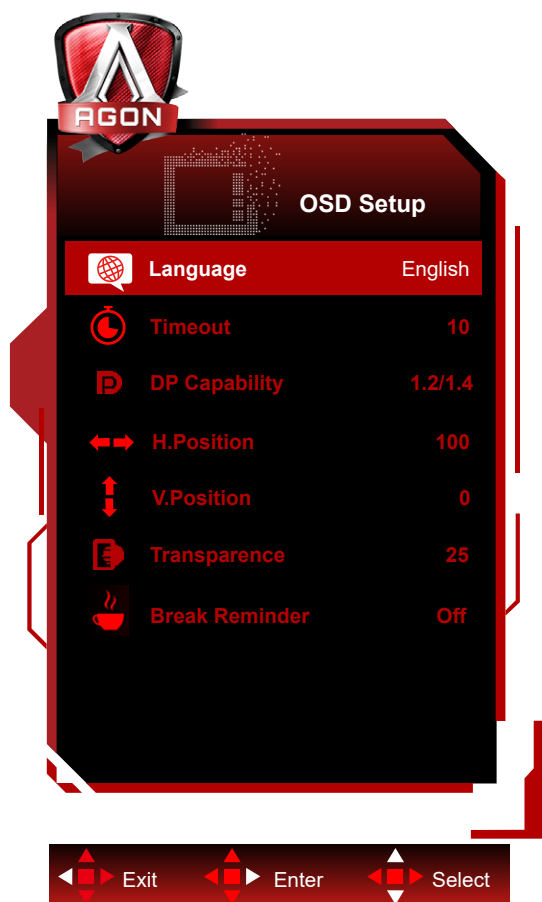 AGON
OSD Setup
Language English
Timeout 10
DP Capability 1.2/1.4
H.Position 100
V.Position 0
Transparence 25
Break Reminder Off
Exit Enter Select